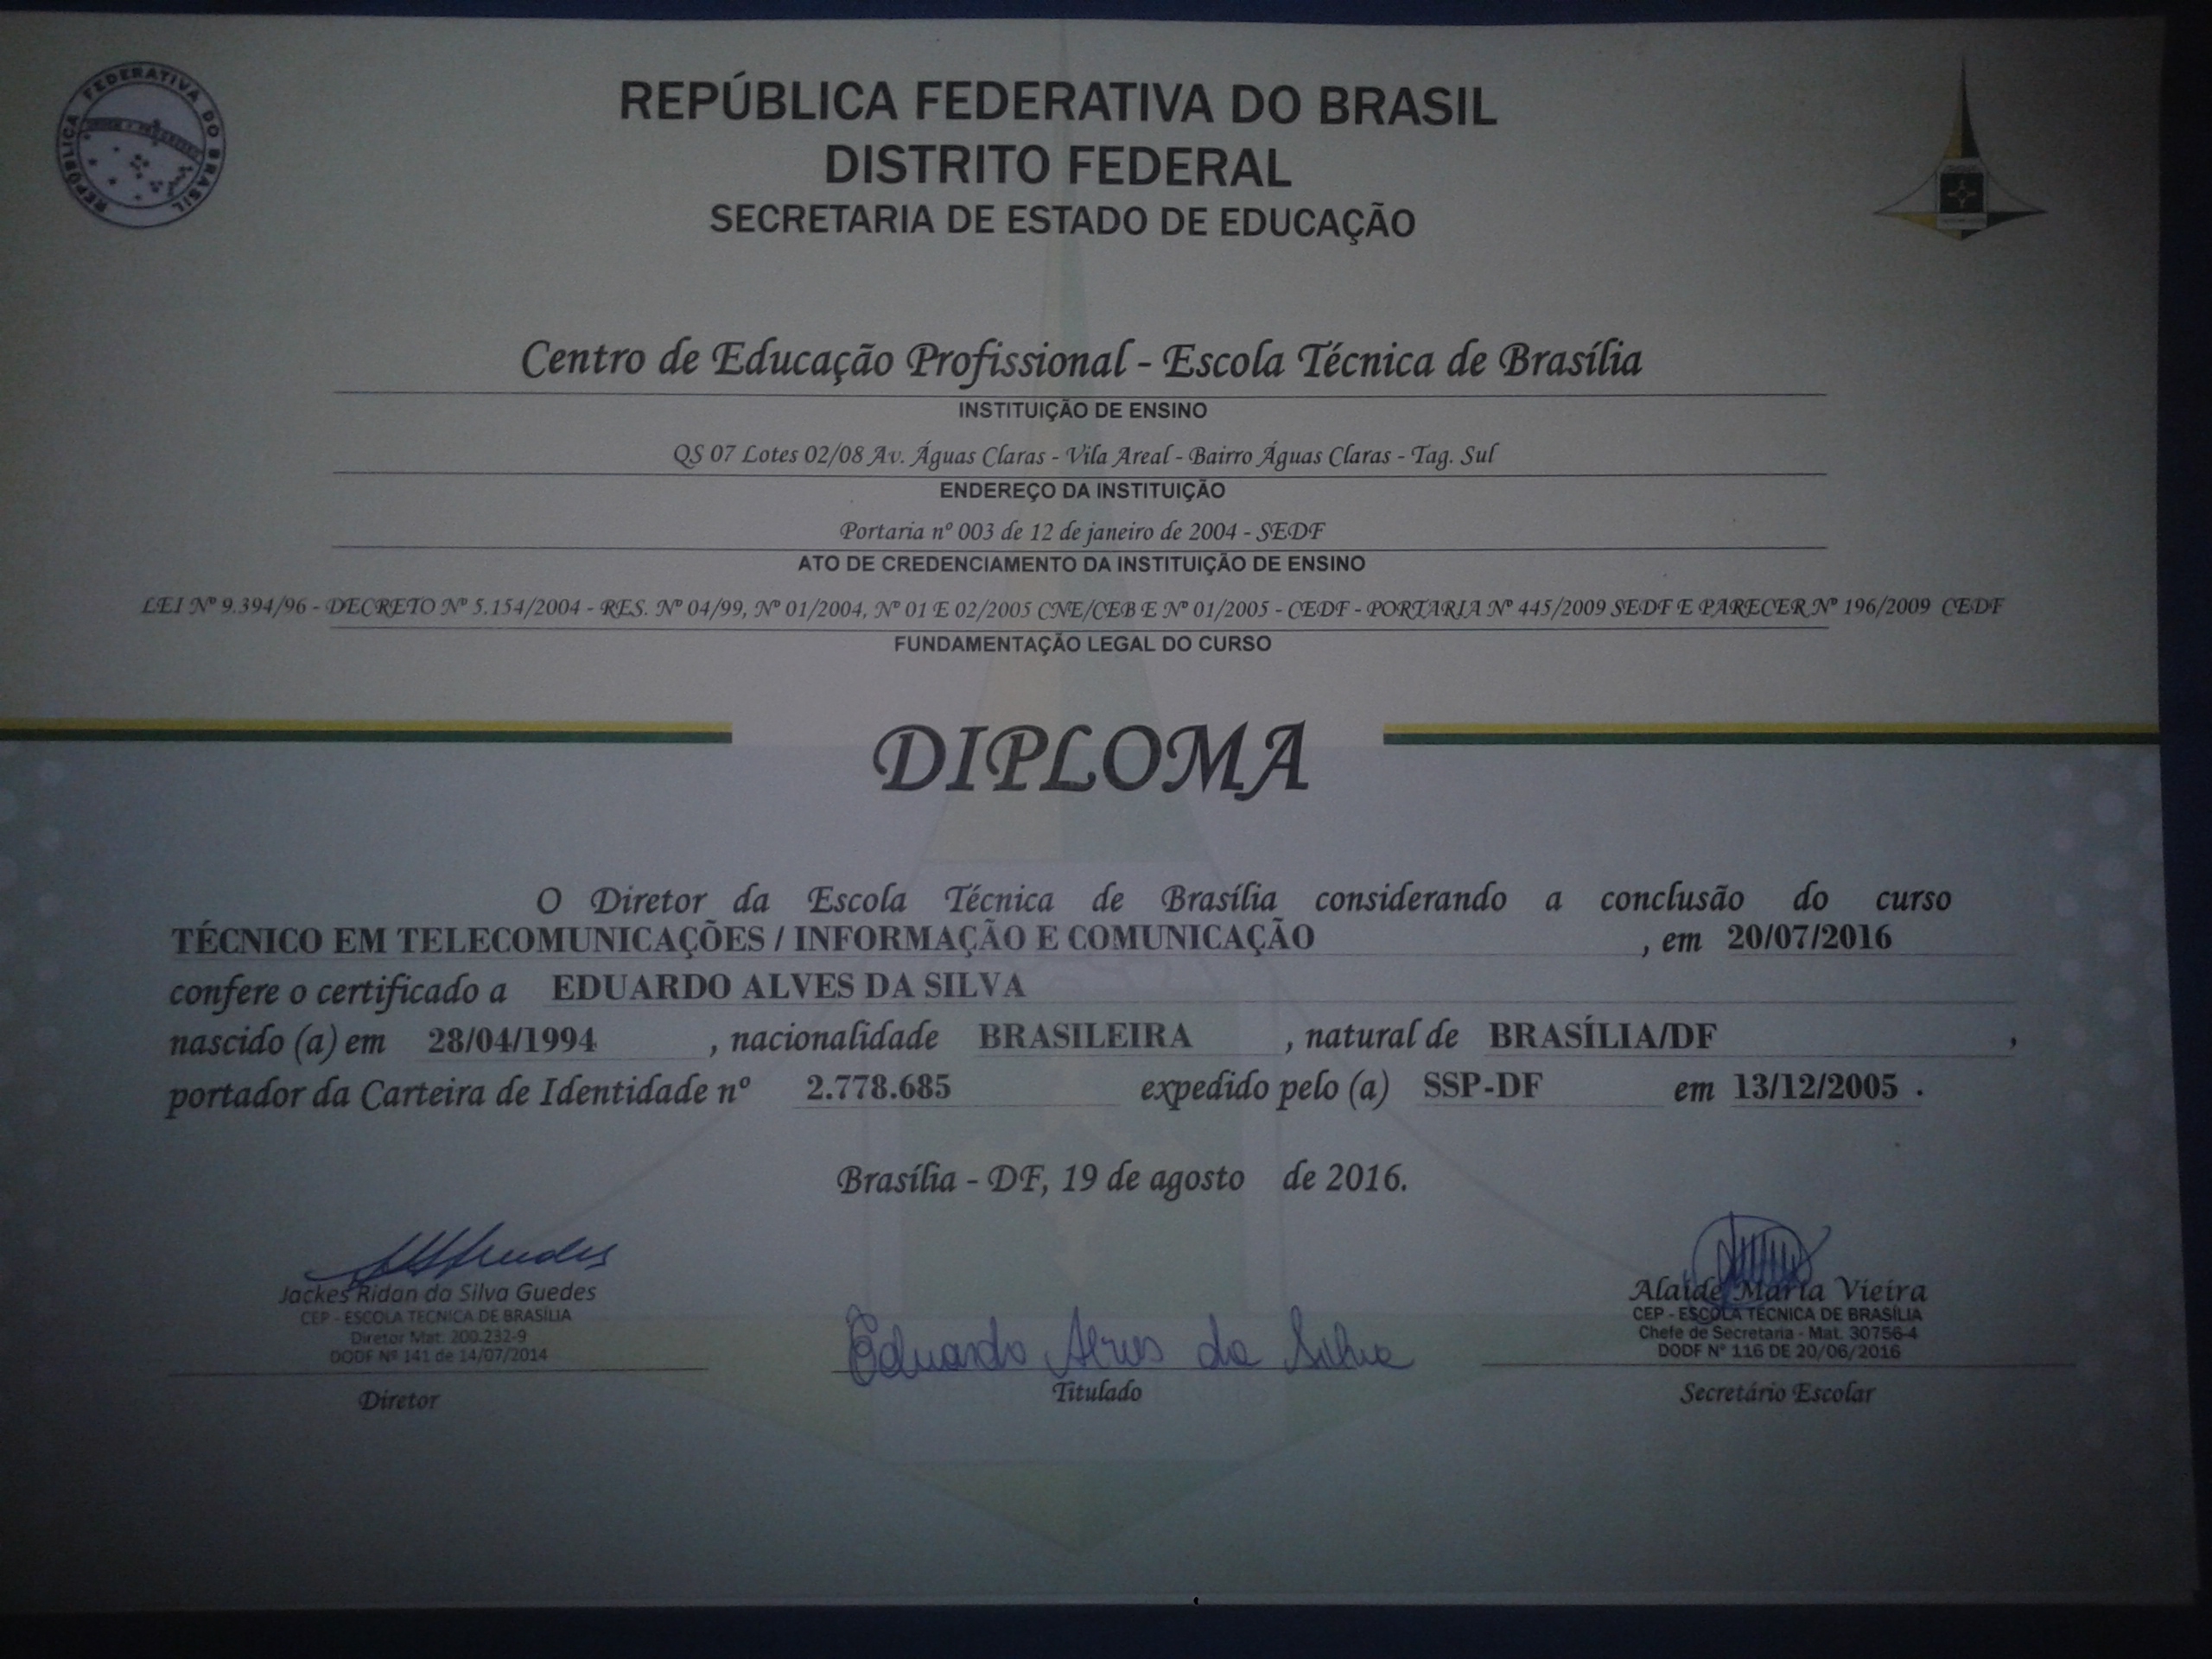 REPÚBLICA FEDERATIVA DO BRASIL
REPÚBLICA FEDERATIVA DO BRASIL
DISTRITO FEDERAL
SECRETARIA DE ESTADO DE EDUCAÇÃO
Centro de Educação Profissional - Escola Técnica de Brasília
INSTITUIÇÃO DE ENSINO
QS 07 Lotes 02/08 Av. Águas Claras - Vila Areal - Bairro Águas Claras - Tag. Sul
ENDEREÇO DA INSTITUIÇÃO
Portaria nº 003 de 12 de janeiro de 2004 - SEDF
ATO DE CREDENCIAMENTO DA INSTITUIÇÃO DE ENSINO
LEI Nº 9.394/96 - DECRETO Nº 5.154/2004 - RES. Nº 04/99, Nº 01/2004, Nº 01 E 02/2005 CNE/CEB E Nº 01/2005 - CEDF - PORTARIA Nº 445/2009 SEDF E PARECER Nº 196/2009 CEDF
FUNDAMENTAÇÃO LEGAL DO CURSO
DIPLOMA
O Diretor da Escola Técnica de Brasília considerando a conclusão do curso
TÉCNICO EM TELECOMUNICAÇÕES / INFORMAÇÃO E COMUNICAÇÃO , em 20/07/2016
confere o certificado a EDUARDO ALVES DA SILVA
nascido (a) em 28/04/1994 , nacionalidade BRASILEIRA , natural de BRASÍLIA/DF ,
portador da Carteira de Identidade nº 2.778.685 expedido pelo (a) SSP-DF em 13/12/2005 .
Brasília - DF, 19 de agosto de 2016.
Jackes Ridan da Silva Guedes
CEP - ESCOLA TECNICA DE BRASÍLIA
Diretor Mat: 200.232-9
DODF Nº 141 de 14/07/2014
Diretor
Eduardo Alves da Silva
Titulado
Alaide Maria Vieira
CEP - ESCOLA TÉCNICA DE BRASÍLIA
Chefe de Secretaria - Mat. 30756-4
DODF Nº 116 DE 20/06/2016
Secretário Escolar